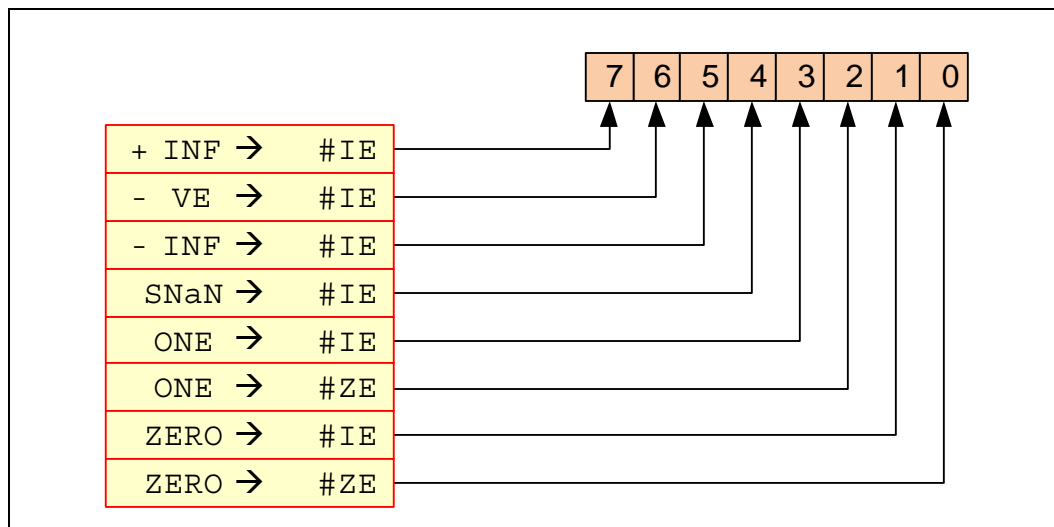 7 6 5 4 3 2 1 0
+ INF → #IE
- VE → #IE
- INF → #IE
SNaN → #IE
ONE → #IE
ONE → #ZE
ZERO → #IE
ZERO → #ZE